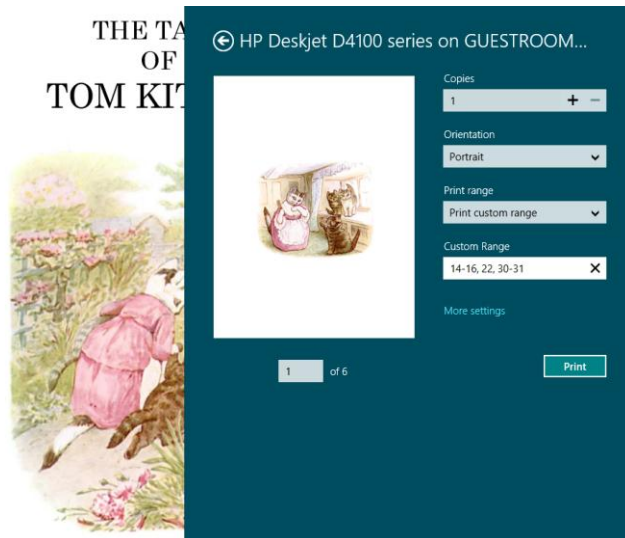 THE TA
OF
TOM KIT
HP Deskjet D4100 series on GUESTROOM...
Copies
1
Orientation
Portrait
Print range
Print custom range
Custom Range
14-16, 22, 30-31
More settings
1 of 6
Print